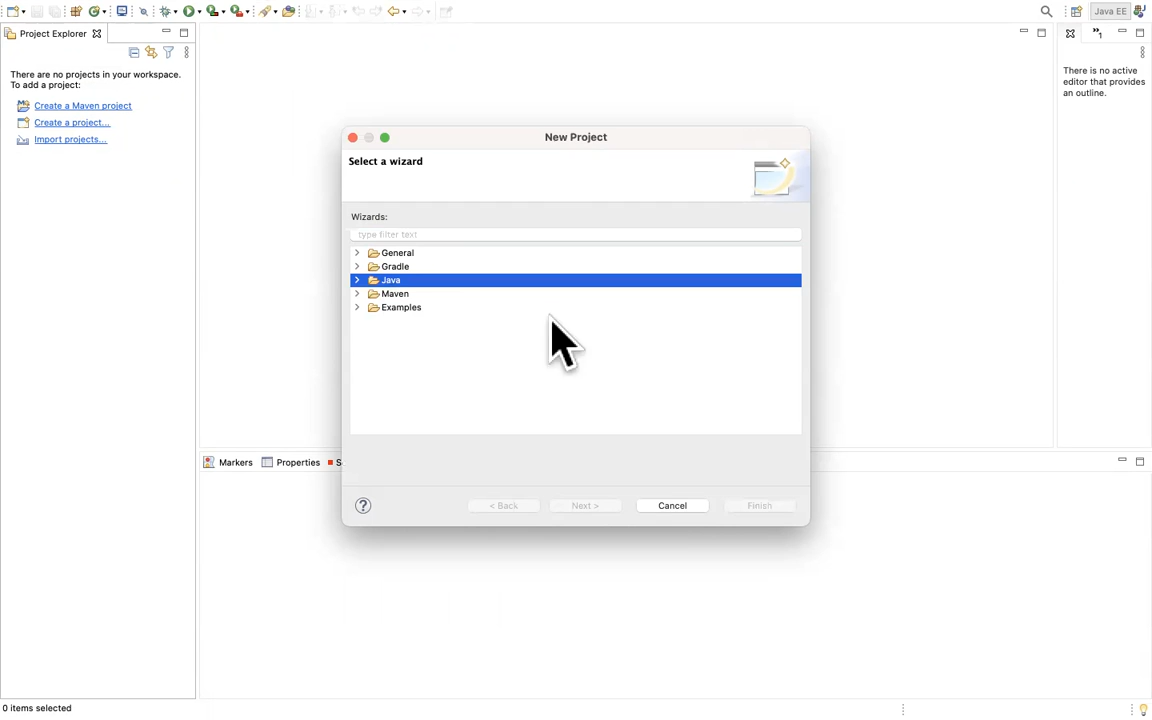 Java EE
Project Explorer
There are no projects in your workspace.
To add a project:
Create a Maven project
Create a project...
Import projects...
»1
There is no active
editor that provides
an outline.
New Project
Select a wizard
Wizards:
type filter text
General
Gradle
Java
Maven
Examples
Markers
Properties
S
?
< Back
Next >
Cancel
Finish
0 items selected